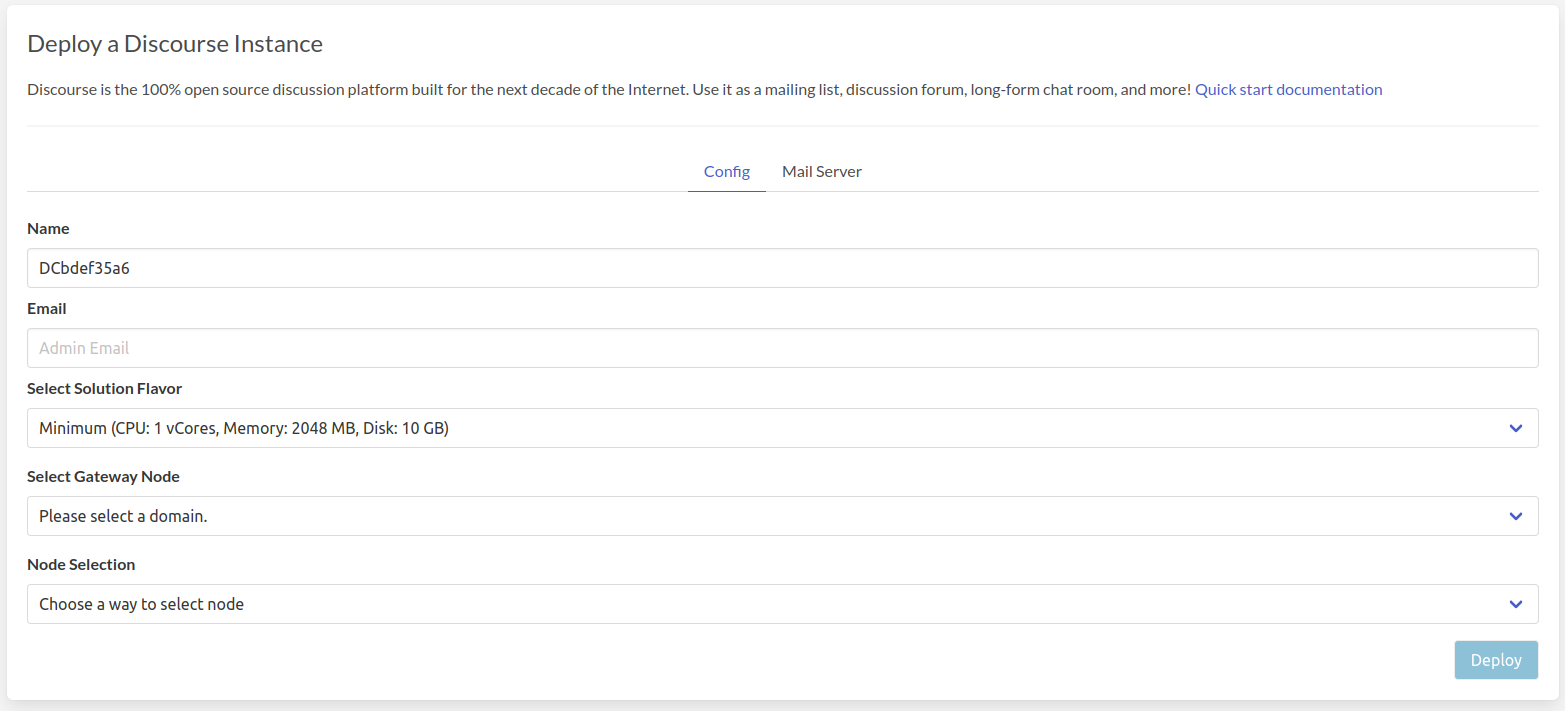 Deploy a Discourse Instance
Discourse is the 100% open source discussion platform built for the next decade of the Internet. Use it as a mailing list, discussion forum, long-form chat room, and more! Quick start documentation
Config Mail Server
Name
DCbdef35a6
Email
Admin Email
Select Solution Flavor
Minimum (CPU: 1 vCores, Memory: 2048 MB, Disk: 10 GB)
Select Gateway Node
Please select a domain.
Node Selection
Choose a way to select node
Deploy